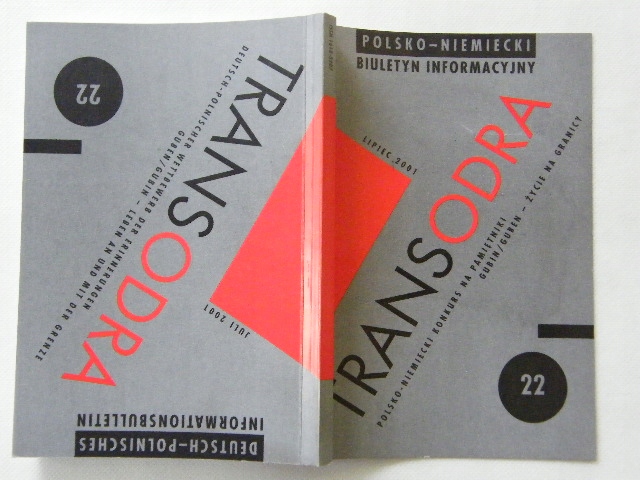 POLSKO–NIEMIECKI
BIULETYN INFORMACYJNY
TRANSODRA
LIPIEC 2001
POLSKO-NIEMIECKI KONKURS NA PAMIĘTNIKI
GUBIN/GUBEN – ŻYCIE NA GRANICY
22
DEUTSCH–POLNISCHES
INFORMATIONSBULLETIN
TRANSODRA
JULI 2001
DEUTSCH-POLNISCHER WETTBEWERB DER ERINNERUNGEN
GUBEN/GUBIN – LEBEN AN UND MIT DER GRENZE
22